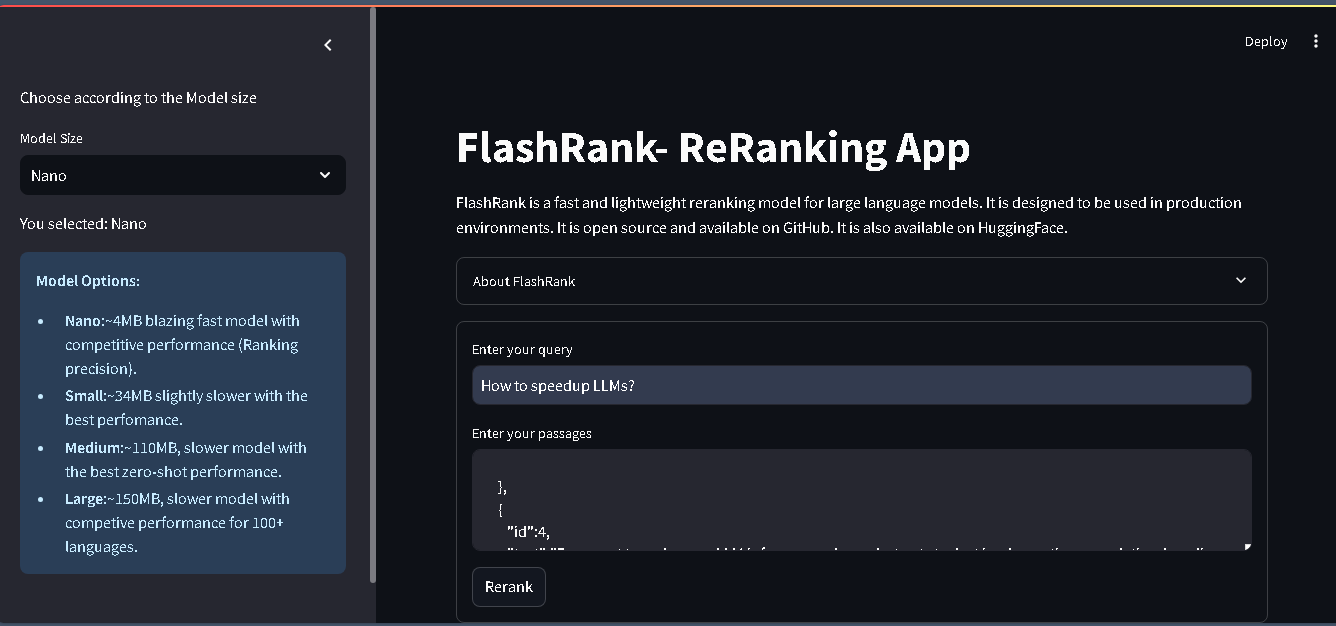 Deploy
Choose according to the Model size
Model Size
Nano
You selected: Nano
Model Options:
Nano:~4MB blazing fast model with
competitive performance (Ranking
precision}.
Small:~34MB slightly slower with the
best perfomance.
Medium:~110MB, slower model with
the best zero-shot performance.
Large:~150MB, slower model with
competive performance for 100+
languages.
FlashRank- ReRanking App
FlashRank is a fast and lightweight reranking model for large language models. It is designed to be used in production
environments. It is open source and available on GitHub. It is also available on HuggingFace.
About FlashRank
Enter your query
How to speedup LLMs?
Enter your passages
},
{
"id":4,
Rerank